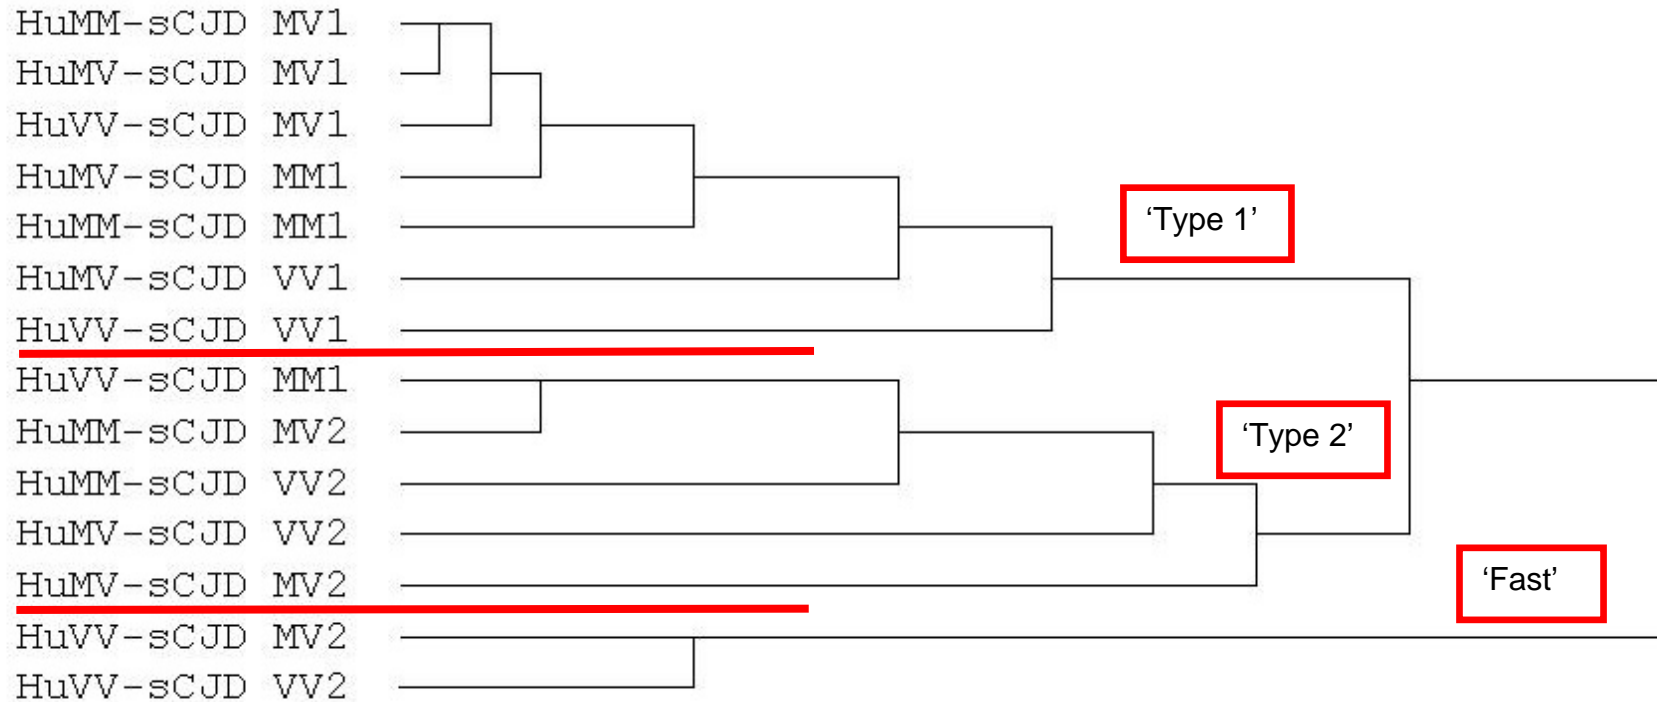 HuMM-sCJD MV1
HuMV-sCJD MV1
HuVV-sCJD MV1
HuMV-sCJD MM1
HuMM-sCJD MM1
‘Type 1’
HuMV-sCJD VV1
HuVV-sCJD VV1
HuVV-sCJD MM1
HuMM-sCJD MV2
‘Type 2’
HuMM-sCJD VV2
HuMV-sCJD VV2
HuMV-sCJD MV2
‘Fast’
HuVV-sCJD MV2
HuVV-sCJD VV2